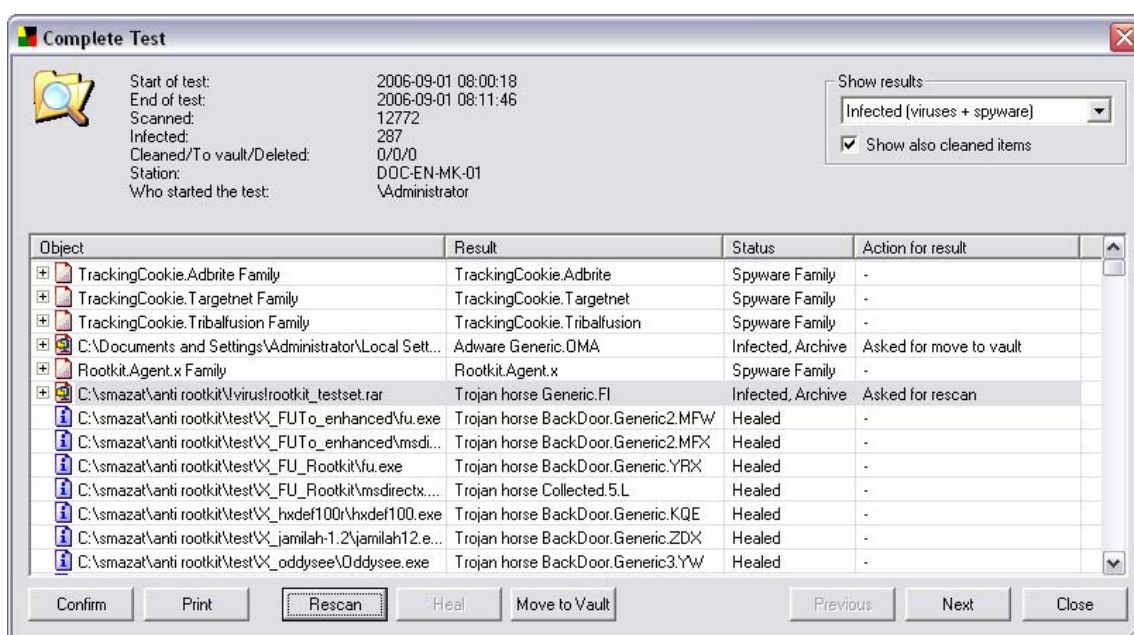 Complete Test
Start of test: 2006-09-01 08:00:18
End of test: 2006-09-01 08:11:46
Scanned: 12772
Infected: 287
Cleaned/To vault/Deleted: 0/0/0
Station: DOC-EN-MK-01
Who started the test: \Administrator
Show results
Infected (viruses + spyware)
Show also cleaned items
Object Result Status Action for result
TrackingCookie.Adbrite Family TrackingCookie.Adbrite Spyware Family -
TrackingCookie.Targetnet Family TrackingCookie.Targetnet Spyware Family -
TrackingCookie.Tribalfusion Family TrackingCookie.Tribalfusion Spyware Family -
C:\Documents and Settings\Administrator\Local Sett... Adware Generic.OMA Infected, Archive Asked for move to vault
Rootkit.Agent.x Family Rootkit.Agent.x Spyware Family -
C:\smazat\anti rootkit\!virus!rootkit_testset.rar Trojan horse Generic.FI Infected, Archive Asked for rescan
C:\smazat\anti rootkit\test\X_FUTo_enhanced\fu.exe Trojan horse BackDoor.Generic2.MFW Healed -
C:\smazat\anti rootkit\test\X_FUTo_enhanced\msdi... Trojan horse BackDoor.Generic2.MFX Healed -
C:\smazat\anti rootkit\test\X_FU_Rootkit\fu.exe Trojan horse BackDoor.Generic.YRX Healed -
C:\smazat\anti rootkit\test\X_FU_Rootkit\msdirectx.... Trojan horse Collected.5.L Healed -
C:\smazat\anti rootkit\test\X_hxdef100r\hxdef100.exe Trojan horse BackDoor.Generic.KQE Healed -
C:\smazat\anti rootkit\test\X_jamilah-1.2\jamilah12.e... Trojan horse BackDoor.Generic.ZDX Healed -
C:\smazat\anti rootkit\test\X_oddysee\Oddysee.exe Trojan horse BackDoor.Generic3.YW Healed -
Confirm Print Rescan Heal Move to Vault Previous Next Close